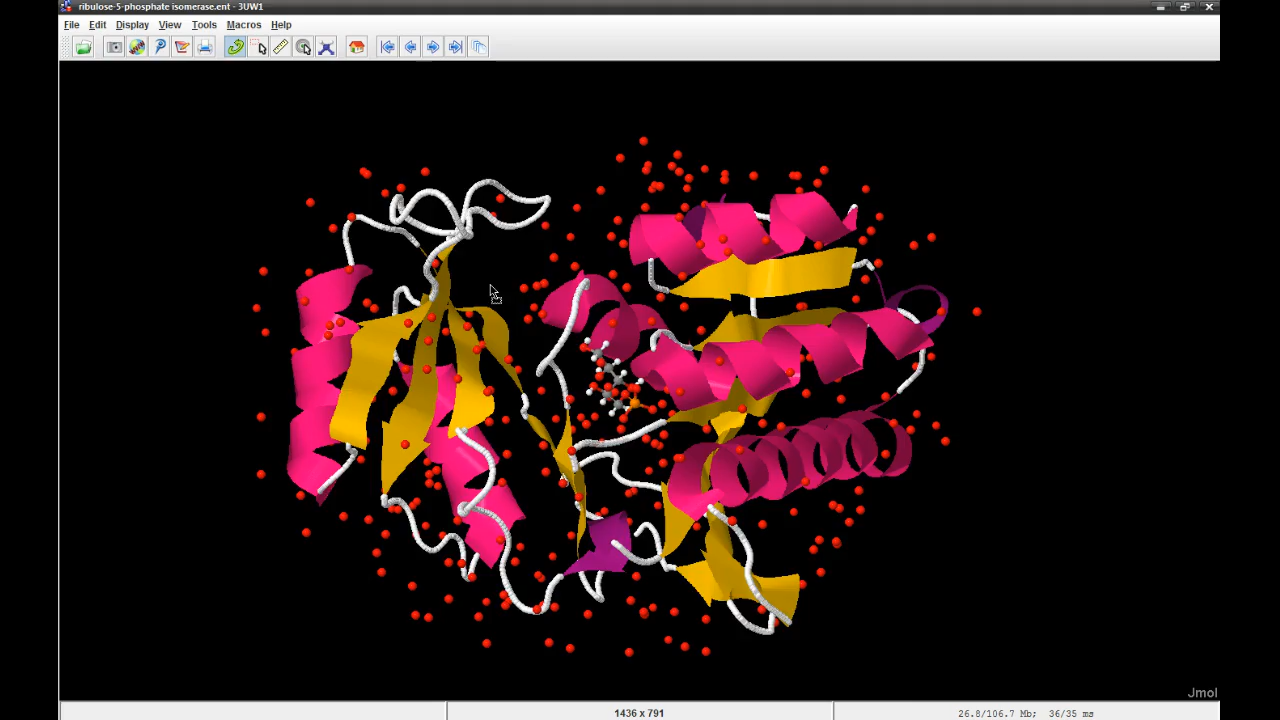 ribulose-5-phosphate isomerase.ent - 3UW1
File Edit Display View Tools Macros Help
Jmol
1436 x 791
26.8/106.7 Mb; 36/35 ms